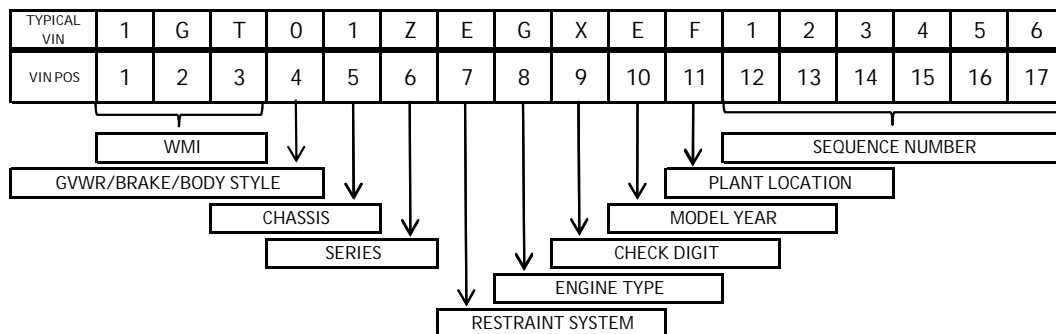 TYPICAL VIN 1 G T 0 1 Z E G X E F 1 2 3 4 5 6
VIN POS 1 2 3 4 5 6 7 8 9 10 11 12 13 14 15 16 17
WMI SEQUENCE NUMBER
GVWR/BRAKE/BODY STYLE PLANT LOCATION
CHASSIS MODEL YEAR
SERIES CHECK DIGIT
ENGINE TYPE
RESTRAINT SYSTEM